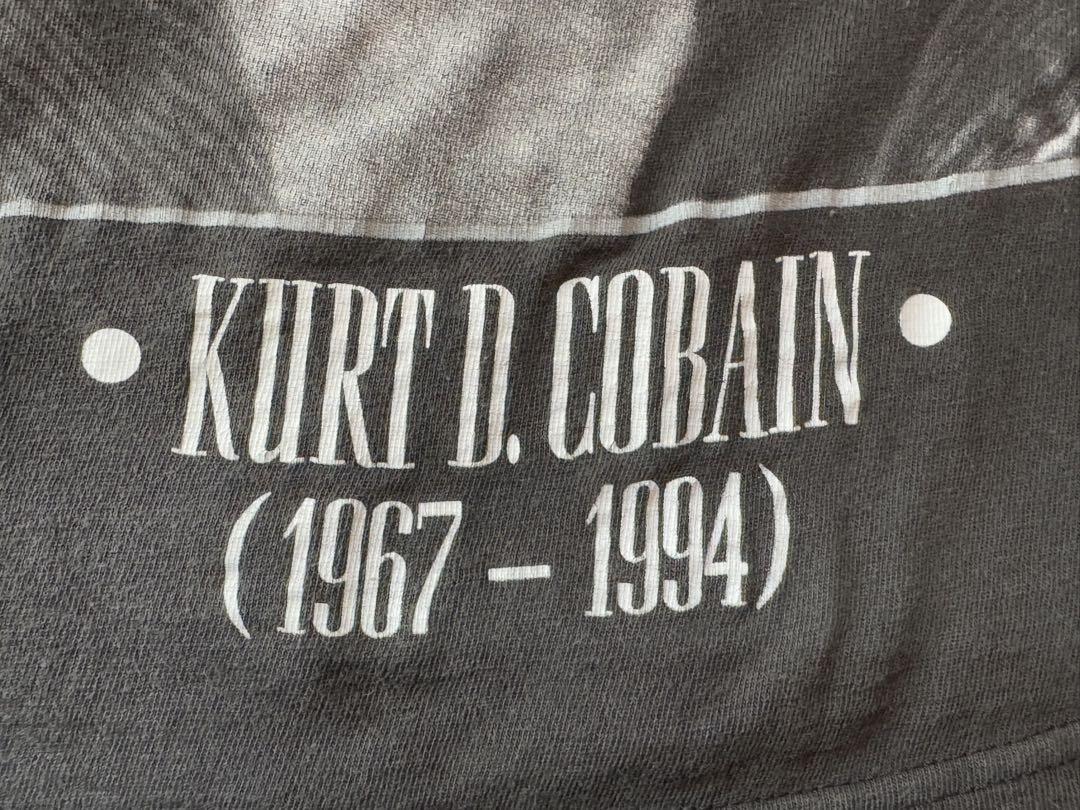 • KURT D. COBAIN •
(1967 – 1994)